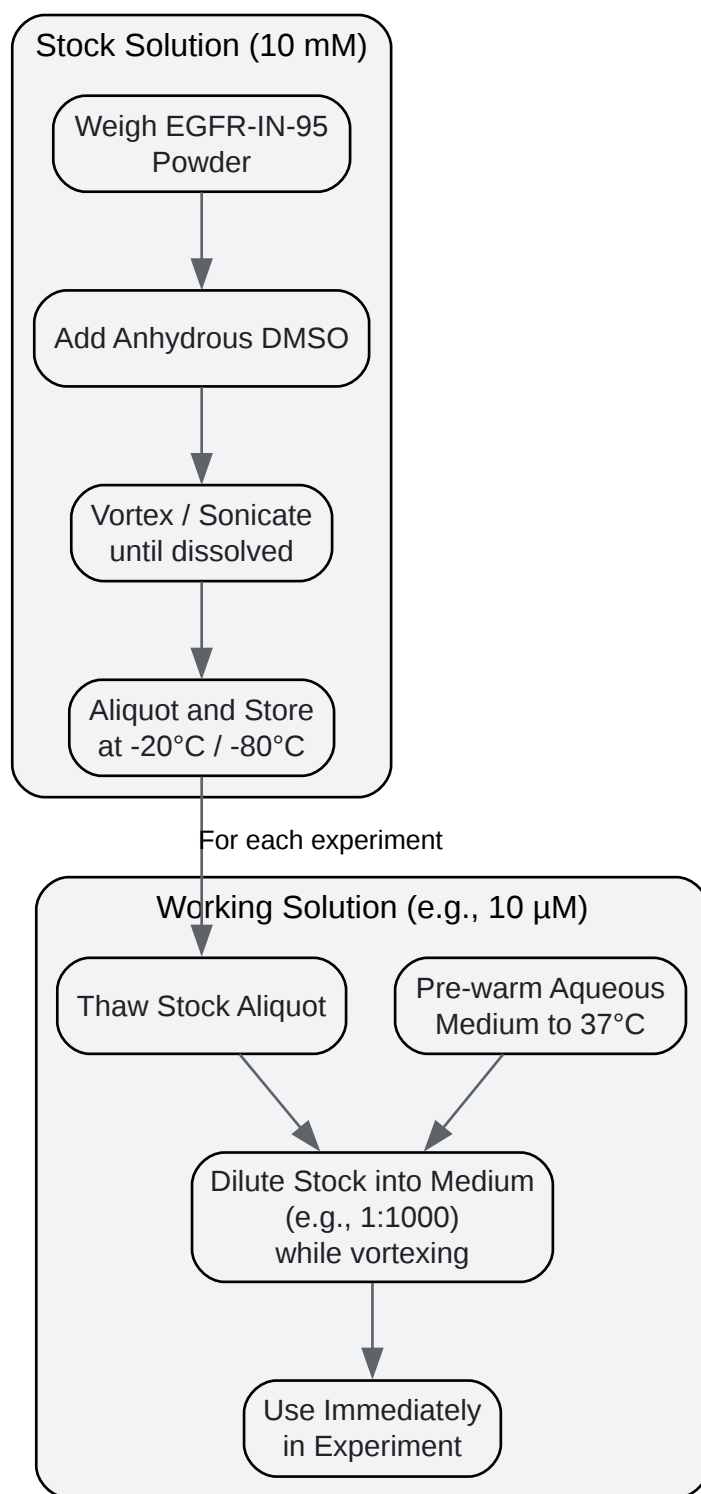 Stock Solution (10 mM)
Weigh EGFR-IN-95
Powder
Add Anhydrous DMSO
Vortex / Sonicate
until dissolved
Aliquot and Store
at -20°C / -80°C
For each experiment
Working Solution (e.g., 10 µM)
Thaw Stock Aliquot
Pre-warm Aqueous
Medium to 37°C
Dilute Stock into Medium
(e.g., 1:1000)
while vortexing
Use Immediately
in Experiment